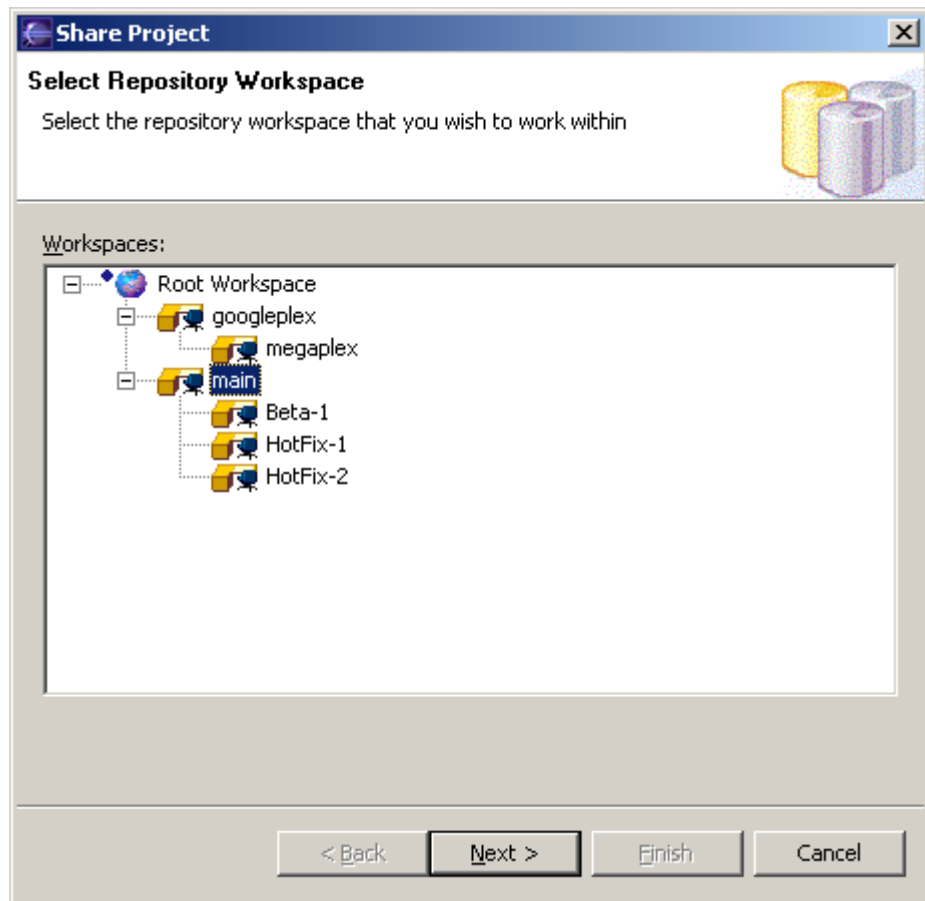 Share Project
Select Repository Workspace
Select the repository workspace that you wish to work within
Workspaces:
Root Workspace
googleplex
megaplex
main
Beta-1
HotFix-1
HotFix-2
< Back Next > Finish Cancel